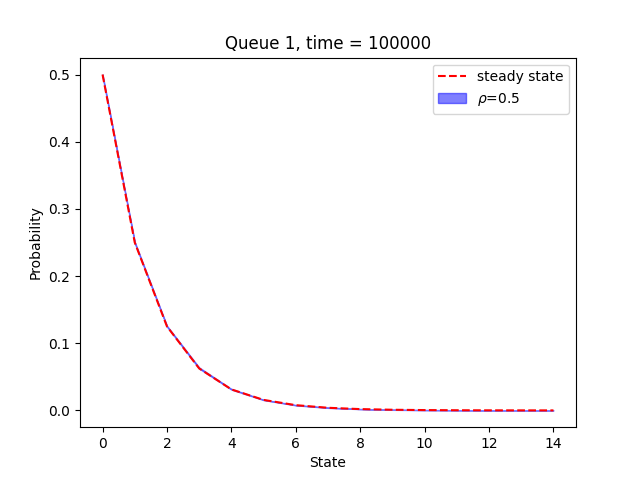 Queue 1, time = 100000
steady state
ρ=0.5
Probability
0.5
0.4
0.3
0.2
0.1
0.0
0 2 4 6 8 10 12 14
State